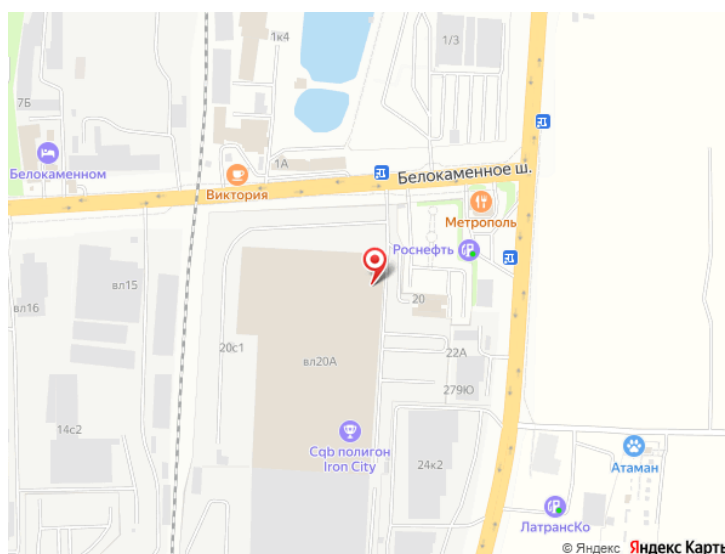 1к4
1/3
7Б
Белокаменном
1А
Виктория
Белокаменное ш.
Метрополь
Роснефть
вл15
вл16
20
20с1
22А
вл20А
279Ю
14с2
Cqb полигон
Iron City
24к2
Атаман
ЛатрансКо
© Яндекс Яндекс Карты